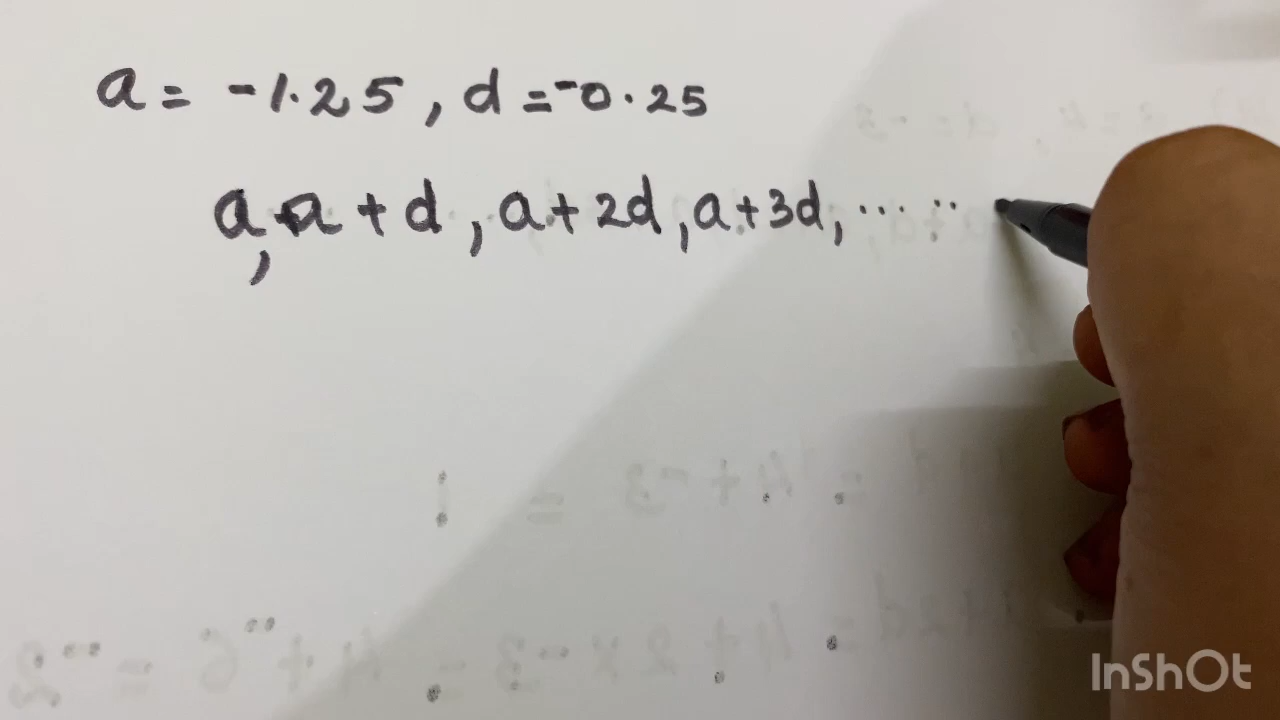 a = -1.25, d = -0.25
a, a + d, a + 2d, a + 3d, ......
InShOt